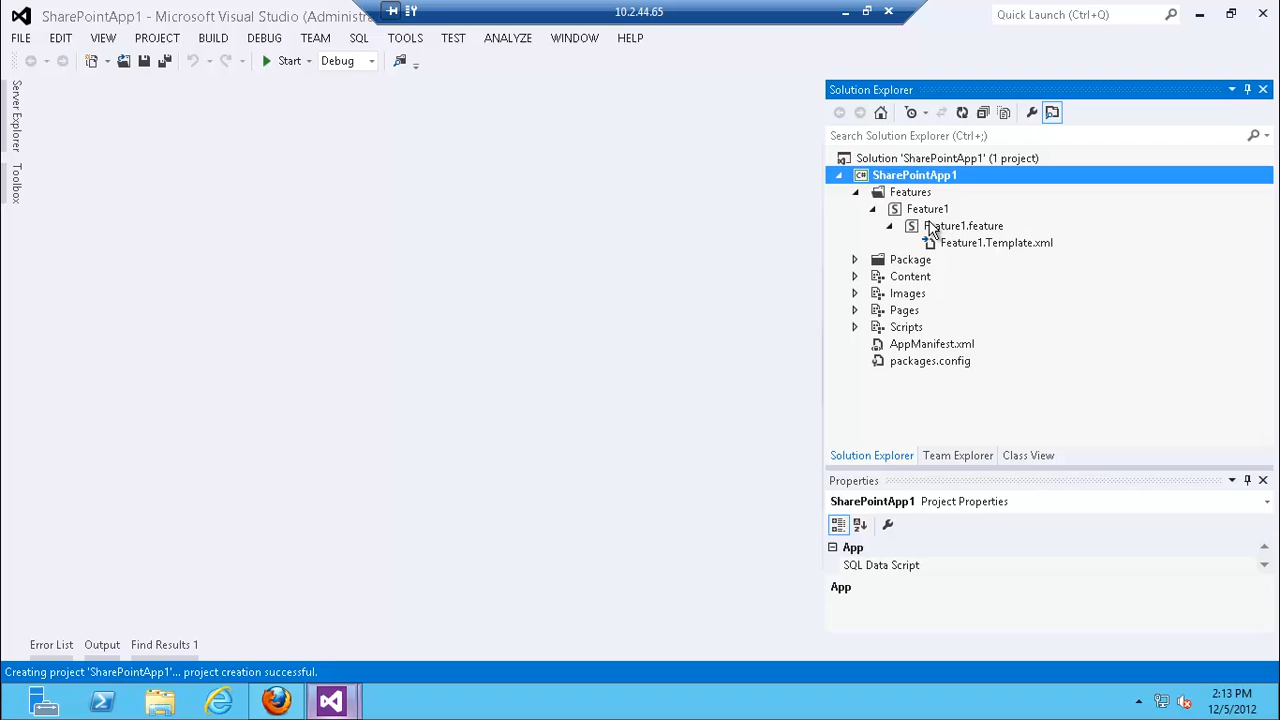 SharePointApp1 - Microsoft Visual Studio (Administra
10.2.44.65
Quick Launch (Ctrl+Q)
FILE EDIT VIEW PROJECT BUILD DEBUG TEAM SQL TOOLS TEST ANALYZE WINDOW HELP
Start Debug
Server Explorer
Toolbox
Solution Explorer
Search Solution Explorer (Ctrl+;)
Solution 'SharePointApp1' (1 project)
C# SharePointApp1
Features
S Feature1
S Feature1.feature
Feature1.Template.xml
Package
Content
Images
Pages
Scripts
AppManifest.xml
packages.config
Solution Explorer Team Explorer Class View
Properties
SharePointApp1 Project Properties
App
SQL Data Script
App
Error List Output Find Results 1
Creating project 'SharePointApp1'... project creation successful.
2:13 PM
12/5/2012